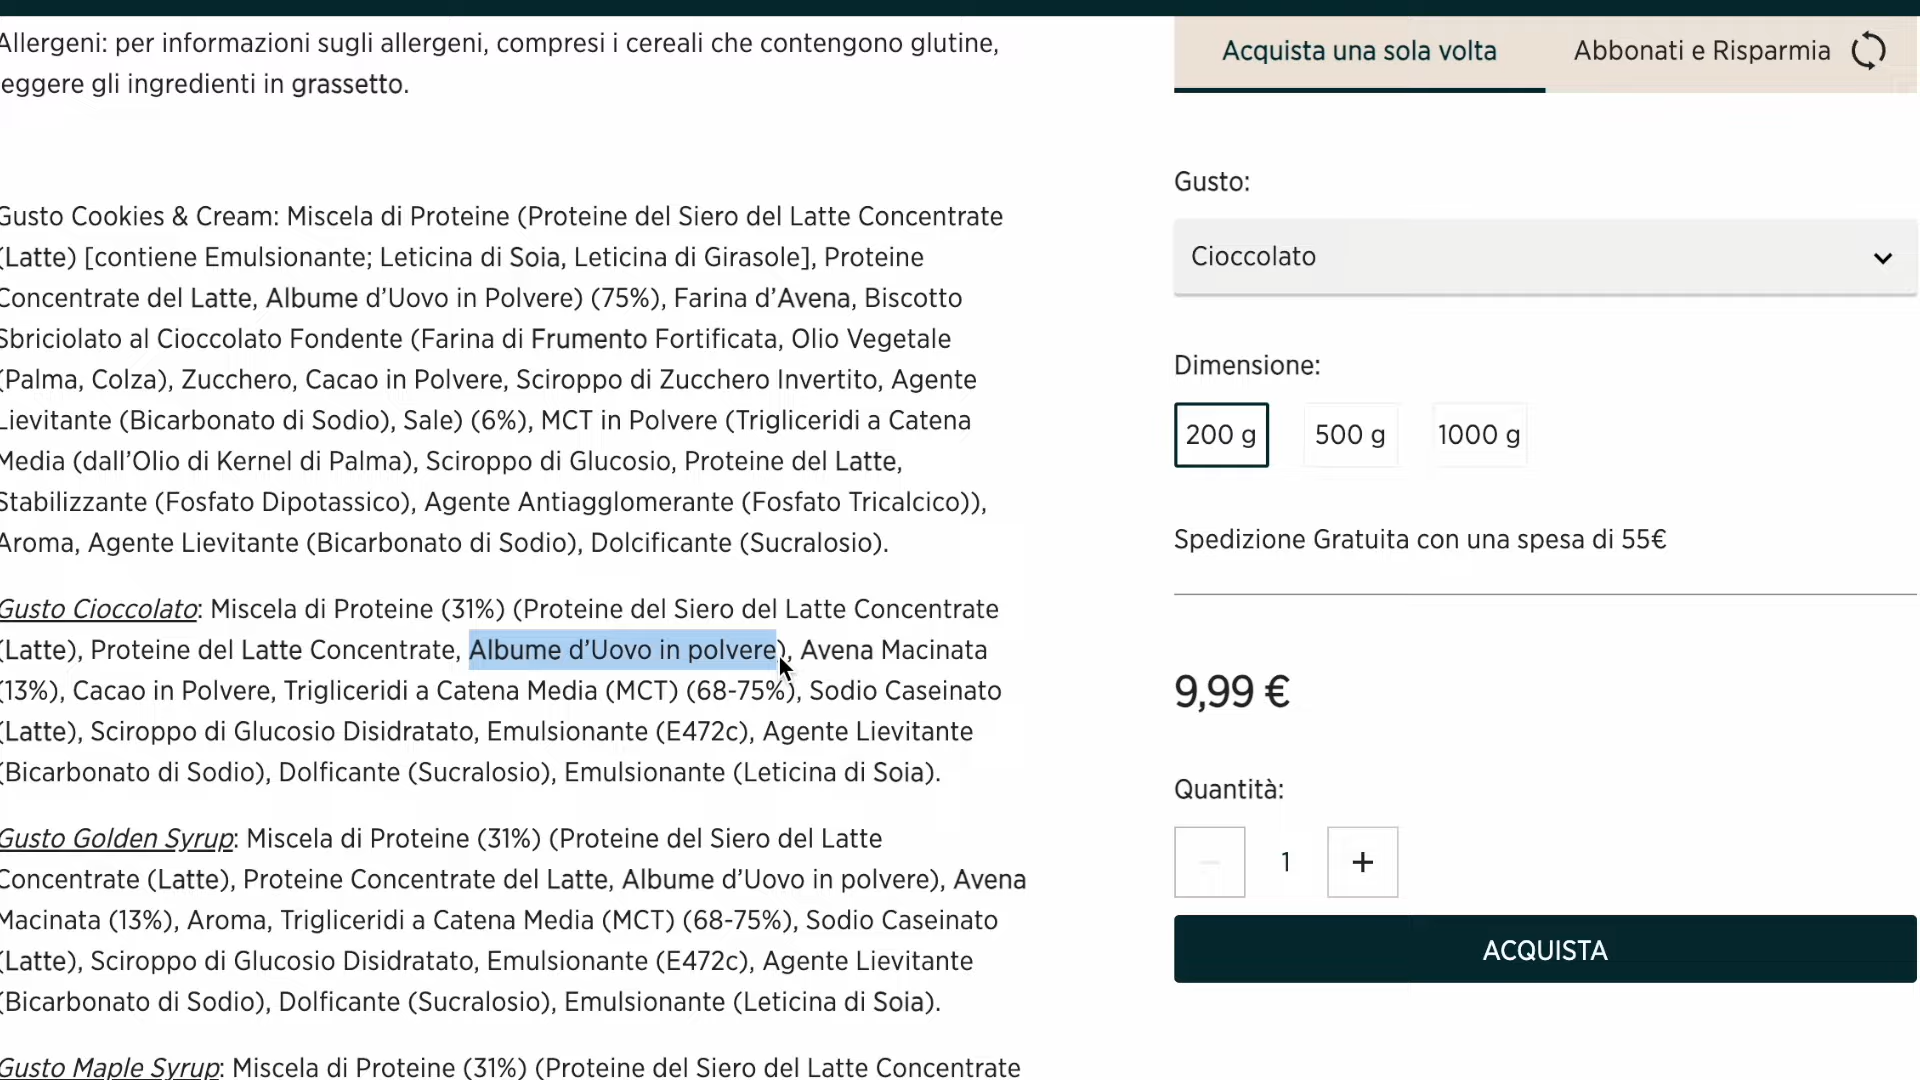 Allergeni: per informazioni sugli allergeni, compresi i cereali che contengono glutine,
eggere gli ingredienti in grassetto.
Gusto Cookies & Cream: Miscela di Proteine (Proteine del Siero del Latte Concentrate
(Latte) [contiene Emulsionante; Leticina di Soia, Leticina di Girasole], Proteine
Concentrate del Latte, Albume d'Uovo in Polvere) (75%), Farina d'Avena, Biscotto
Sbriciolato al Cioccolato Fondente (Farina di Frumento Fortificata, Olio Vegetale
(Palma, Colza), Zucchero, Cacao in Polvere, Sciroppo di Zucchero Invertito, Agente
Lievitante (Bicarbonato di Sodio), Sale) (6%), MCT in Polvere (Trigliceridi a Catena
Media (dall'Olio di Kernel di Palma), Sciroppo di Glucosio, Proteine del Latte,
Stabilizzante (Fosfato Dipotassico), Agente Antiagglomerante (Fosfato Tricalcico)),
Aroma, Agente Lievitante (Bicarbonato di Sodio), Dolcificante (Sucralosio).
Gusto Cioccolato: Miscela di Proteine (31%) (Proteine del Siero del Latte Concentrate
(Latte), Proteine del Latte Concentrate, Albume d'Uovo in polvere), Avena Macinata
(13%), Cacao in Polvere, Trigliceridi a Catena Media (MCT) (68-75%), Sodio Caseinato
(Latte), Sciroppo di Glucosio Disidratato, Emulsionante (E472c), Agente Lievitante
(Bicarbonato di Sodio), Dolficante (Sucralosio), Emulsionante (Leticina di Soia).
Gusto Golden Syrup: Miscela di Proteine (31%) (Proteine del Siero del Latte
Concentrate (Latte), Proteine Concentrate del Latte, Albume d'Uovo in polvere), Avena
Macinata (13%), Aroma, Trigliceridi a Catena Media (MCT) (68-75%), Sodio Caseinato
(Latte), Sciroppo di Glucosio Disidratato, Emulsionante (E472c), Agente Lievitante
(Bicarbonato di Sodio), Dolficante (Sucralosio), Emulsionante (Leticina di Soia).
Gusto Maple Syrup: Miscela di Proteine (31%) (Proteine del Siero del Latte Concentrate
Acquista una sola volta
Abbonati e Risparmia
Gusto:
Cioccolato
Dimensione:
200 g
500 g
1000 g
Spedizione Gratuita con una spesa di 55€
9,99 €
Quantità:
− 1 +
ACQUISTA